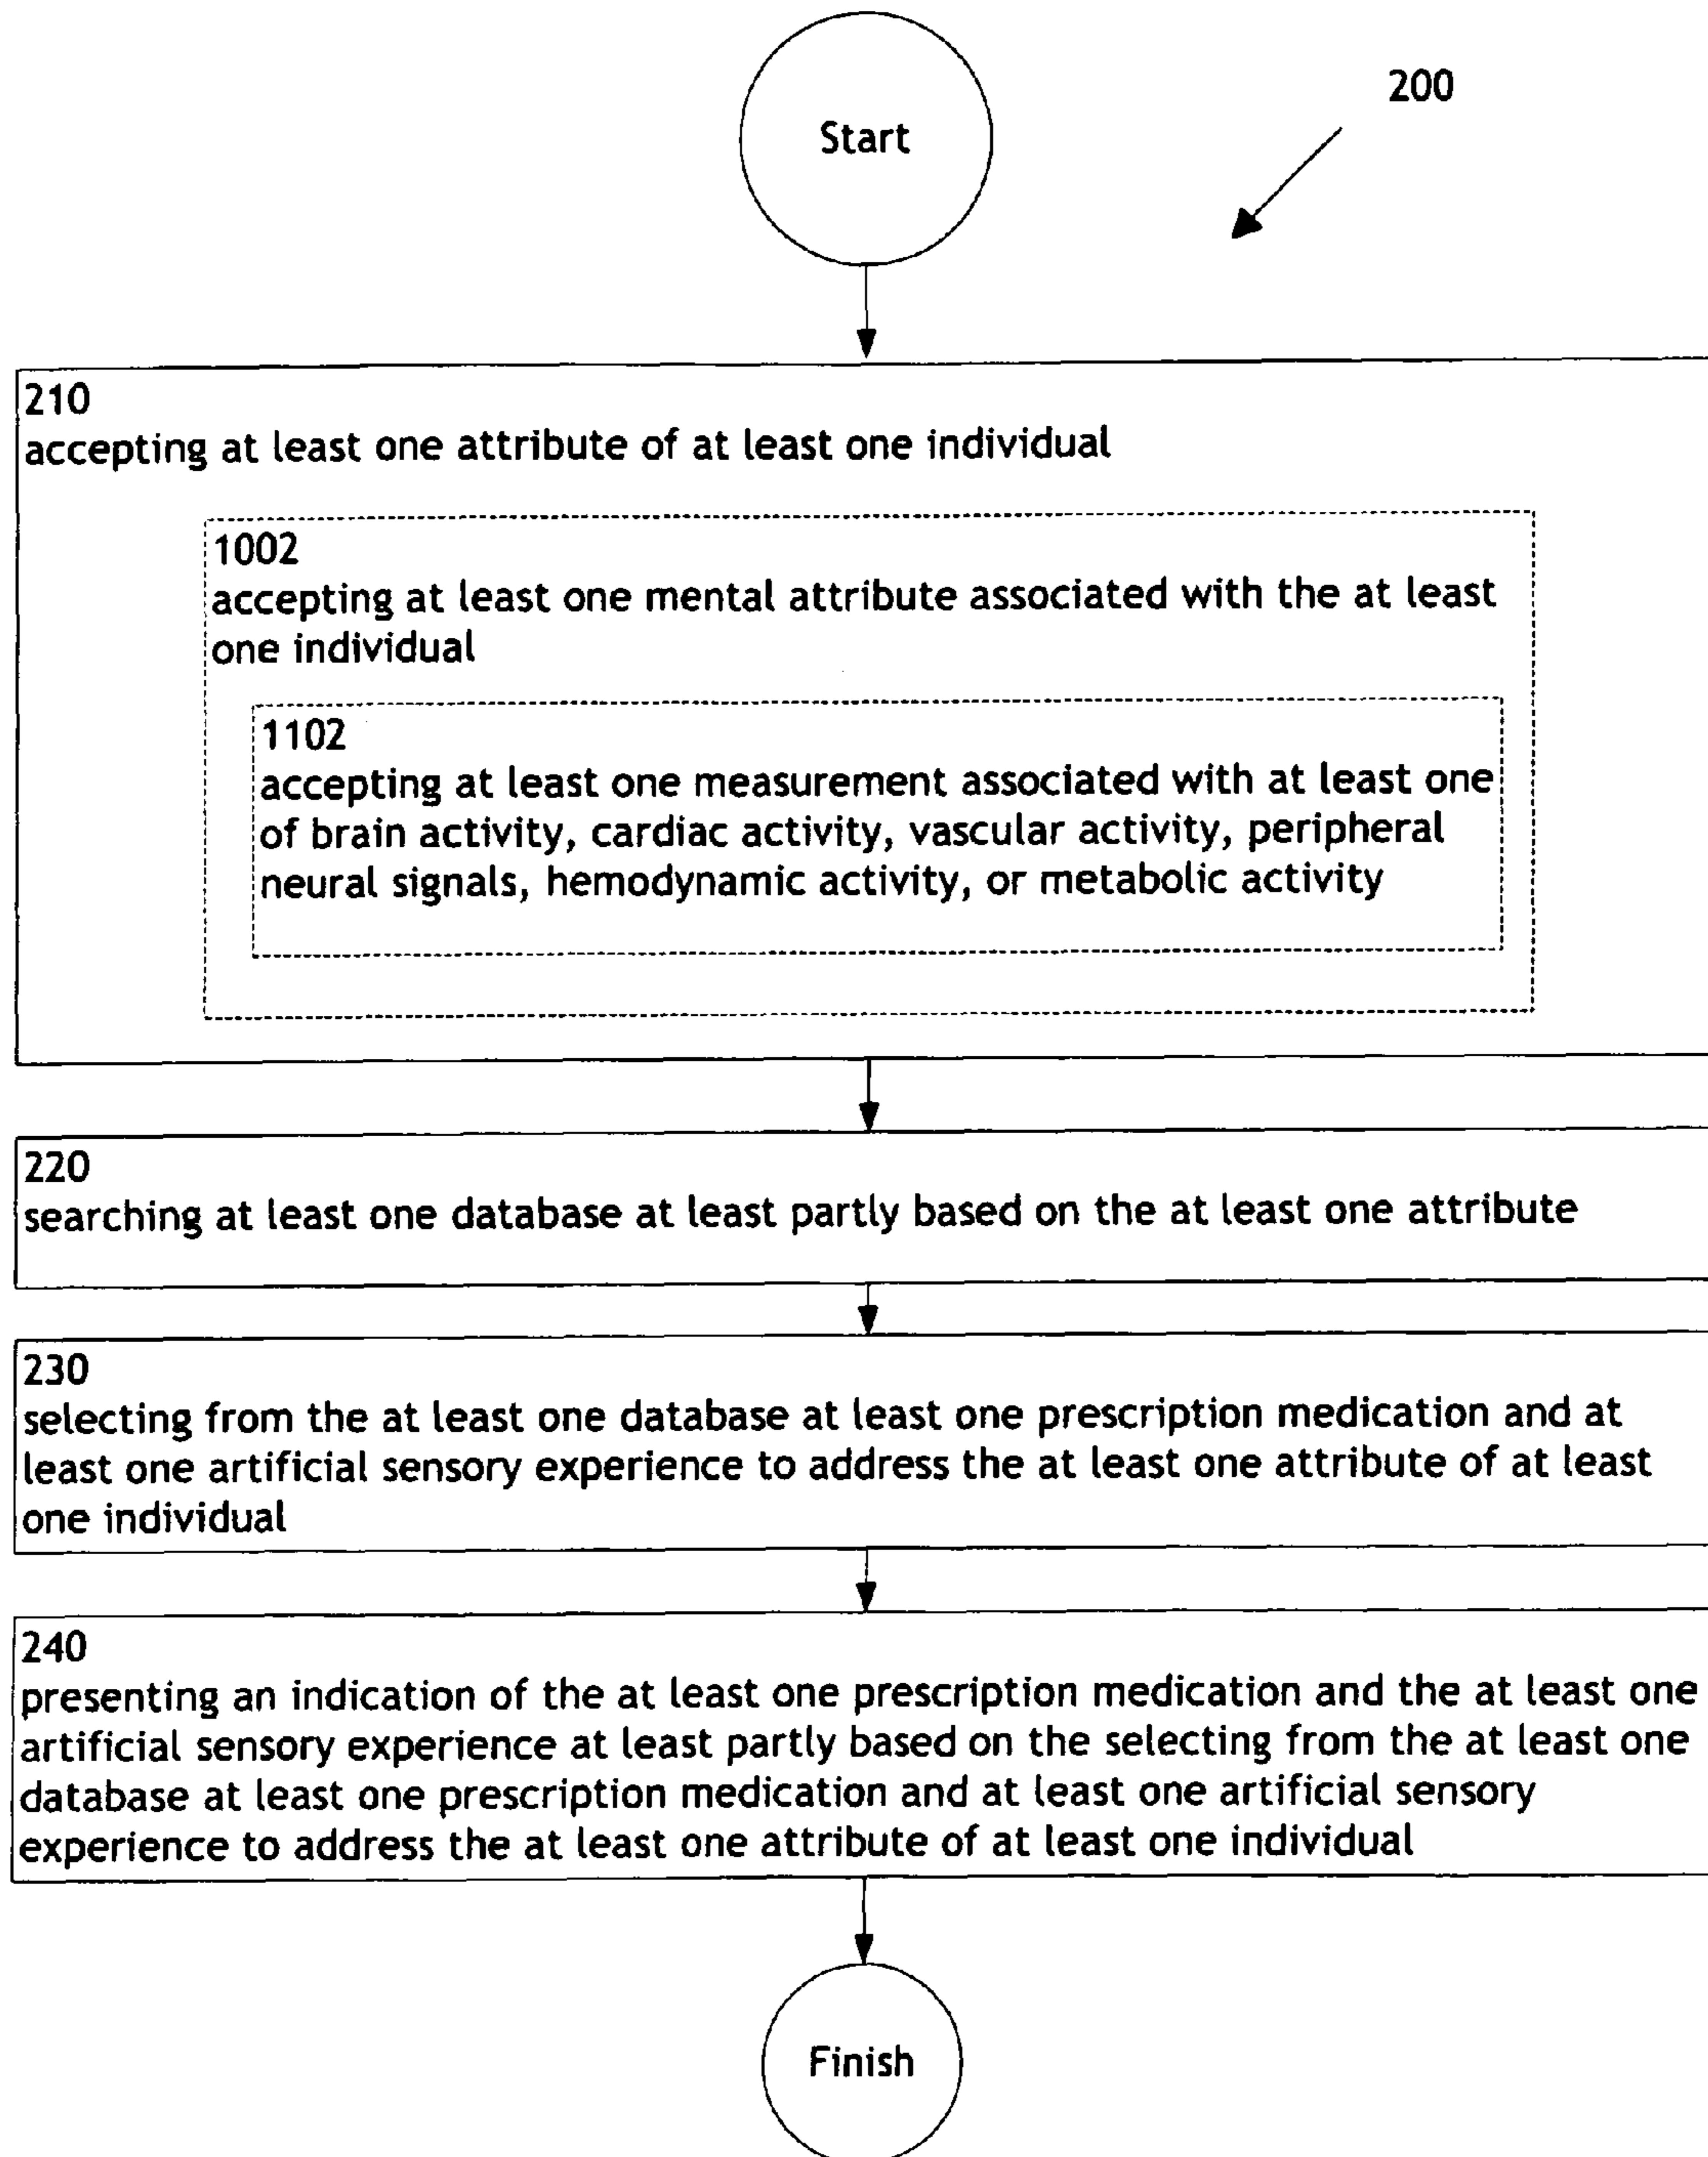 Start
200
210
accepting at least one attribute of at least one individual
1002
accepting at least one mental attribute associated with the at least
one individual
1102
accepting at least one measurement associated with at least one
of brain activity, cardiac activity, vascular activity, peripheral
neural signals, hemodynamic activity, or metabolic activity
220
searching at least one database at least partly based on the at least one attribute
230
selecting from the at least one database at least one prescription medication and at
least one artificial sensory experience to address the at least one attribute of at least
one individual
240
presenting an indication of the at least one prescription medication and the at least one
artificial sensory experience at least partly based on the selecting from the at least one
database at least one prescription medication and at least one artificial sensory
experience to address the at least one attribute of at least one individual
Finish